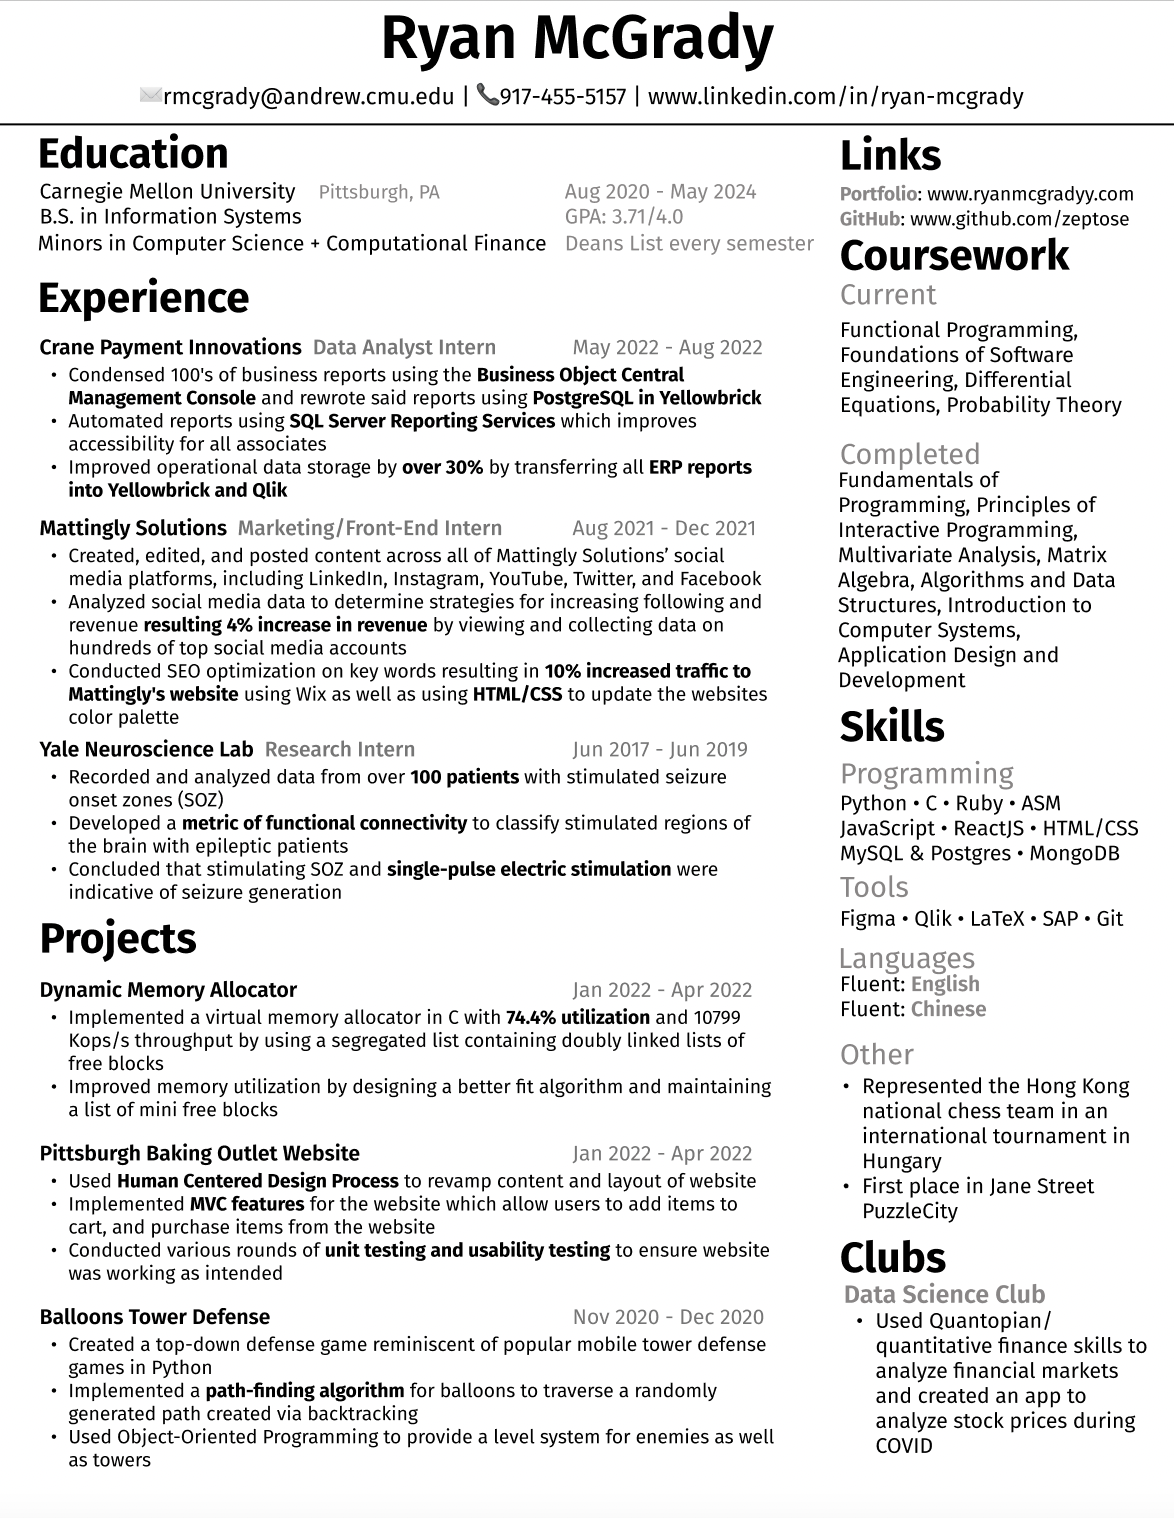 Ryan McGrady
rmcgrady@andrew.cmu.edu | 917-455-5157 | www.linkedin.com/in/ryan-mcgrady
Education
Carnegie Mellon University Pittsburgh, PA Aug 2020 - May 2024
B.S. in Information Systems GPA: 3.71/4.0
Minors in Computer Science + Computational Finance Deans List every semester
Experience
Crane Payment Innovations Data Analyst Intern May 2022 - Aug 2022
• Condensed 100's of business reports using the Business Object Central
Management Console and rewrote said reports using PostgreSQL in Yellowbrick
• Automated reports using SQL Server Reporting Services which improves
accessibility for all associates
• Improved operational data storage by over 30% by transferring all ERP reports
into Yellowbrick and Qlik
Mattingly Solutions Marketing/Front-End Intern Aug 2021 - Dec 2021
• Created, edited, and posted content across all of Mattingly Solutions’ social
media platforms, including LinkedIn, Instagram, YouTube, Twitter, and Facebook
• Analyzed social media data to determine strategies for increasing following and
revenue resulting 4% increase in revenue by viewing and collecting data on
hundreds of top social media accounts
• Conducted SEO optimization on key words resulting in 10% increased traffic to
Mattingly's website using Wix as well as using HTML/CSS to update the websites
color palette
Yale Neuroscience Lab Research Intern Jun 2017 - Jun 2019
• Recorded and analyzed data from over 100 patients with stimulated seizure
onset zones (SOZ)
• Developed a metric of functional connectivity to classify stimulated regions of
the brain with epileptic patients
• Concluded that stimulating SOZ and single-pulse electric stimulation were
indicative of seizure generation
Projects
Dynamic Memory Allocator Jan 2022 - Apr 2022
• Implemented a virtual memory allocator in C with 74.4% utilization and 10799
Kops/s throughput by using a segregated list containing doubly linked lists of
free blocks
• Improved memory utilization by designing a better fit algorithm and maintaining
a list of mini free blocks
Pittsburgh Baking Outlet Website Jan 2022 - Apr 2022
• Used Human Centered Design Process to revamp content and layout of website
• Implemented MVC features for the website which allow users to add items to
cart, and purchase items from the website
• Conducted various rounds of unit testing and usability testing to ensure website
was working as intended
Balloons Tower Defense Nov 2020 - Dec 2020
• Created a top-down defense game reminiscent of popular mobile tower defense
games in Python
• Implemented a path-finding algorithm for balloons to traverse a randomly
generated path created via backtracking
• Used Object-Oriented Programming to provide a level system for enemies as well
as towers
Links
Portfolio: www.ryanmcgradyy.com
GitHub: www.github.com/zeptose
Coursework
Current
Functional Programming,
Foundations of Software
Engineering, Differential
Equations, Probability Theory
Completed
Fundamentals of
Programming, Principles of
Interactive Programming,
Multivariate Analysis, Matrix
Algebra, Algorithms and Data
Structures, Introduction to
Computer Systems,
Application Design and
Development
Skills
Programming
Python • C • Ruby • ASM
JavaScript • ReactJS • HTML/CSS
MySQL & Postgres • MongoDB
Tools
Figma • Qlik • LaTeX • SAP • Git
Languages
Fluent: English
Fluent: Chinese
Other
• Represented the Hong Kong
national chess team in an
international tournament in
Hungary
• First place in Jane Street
PuzzleCity
Clubs
Data Science Club
• Used Quantopian/
quantitative finance skills to
analyze financial markets
and created an app to
analyze stock prices during
COVID